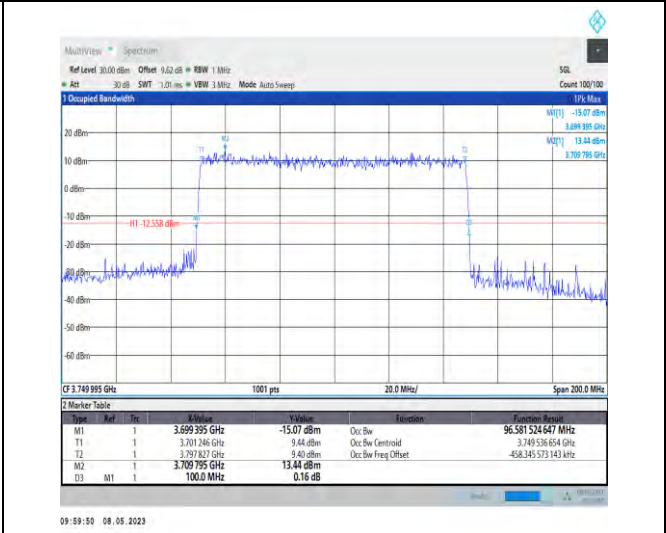 MultiView Spectrum
Ref Level 30.00 dBm Offset 9.62 dB RBW 1 MHz SGL
Att 30 dB SWT 1.01 ms VBW 3 MHz Mode Auto Sweep Count 100/100
1 Occupied Bandwidth 1Pk Max
M1[1] -15.07 dBm
3.699 395 GHz
M2[1] 13.44 dBm
3.709 795 GHz
20 dBm
M2
T1 T2
10 dBm
0 dBm
-10 dBm
H1 -12.558 dBm M1 D3
-20 dBm
-30 dBm
-40 dBm
-50 dBm
-60 dBm
CF 3.749 995 GHz 1001 pts 20.0 MHz/ Span 200.0 MHz
2 Marker Table
Type Ref Trc X-Value Y-Value Function Function Result
M1 1 3.699 395 GHz -15.07 dBm Occ Bw 96.581 524 647 MHz
T1 1 3.701 246 GHz 9.44 dBm Occ Bw Centroid 3.749 536 654 GHz
T2 1 3.797 827 GHz 9.40 dBm Occ Bw Freq Offset -458.345 573 143 kHz
M2 1 3.709 795 GHz 13.44 dBm
D3 M1 1 100.0 MHz 0.16 dB
09:59:50 08.05.2023